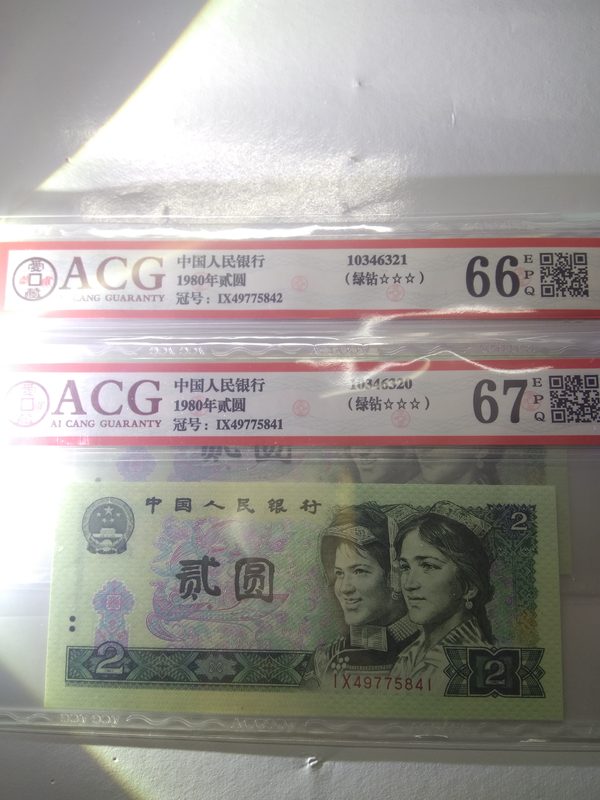 ACG
AI CANG GUARANTY
中国人民银行
1980年贰圆
冠号：IX49775842
10346321
（绿钻☆☆☆）
66
EPQ
ACG
AI CANG GUARANTY
中国人民银行
1980年贰圆
冠号：IX49775841
10346320
（绿钻☆☆☆）
67
EPQ
贰圆
中国人民银行
2
贰圆
2
IX49775841
2